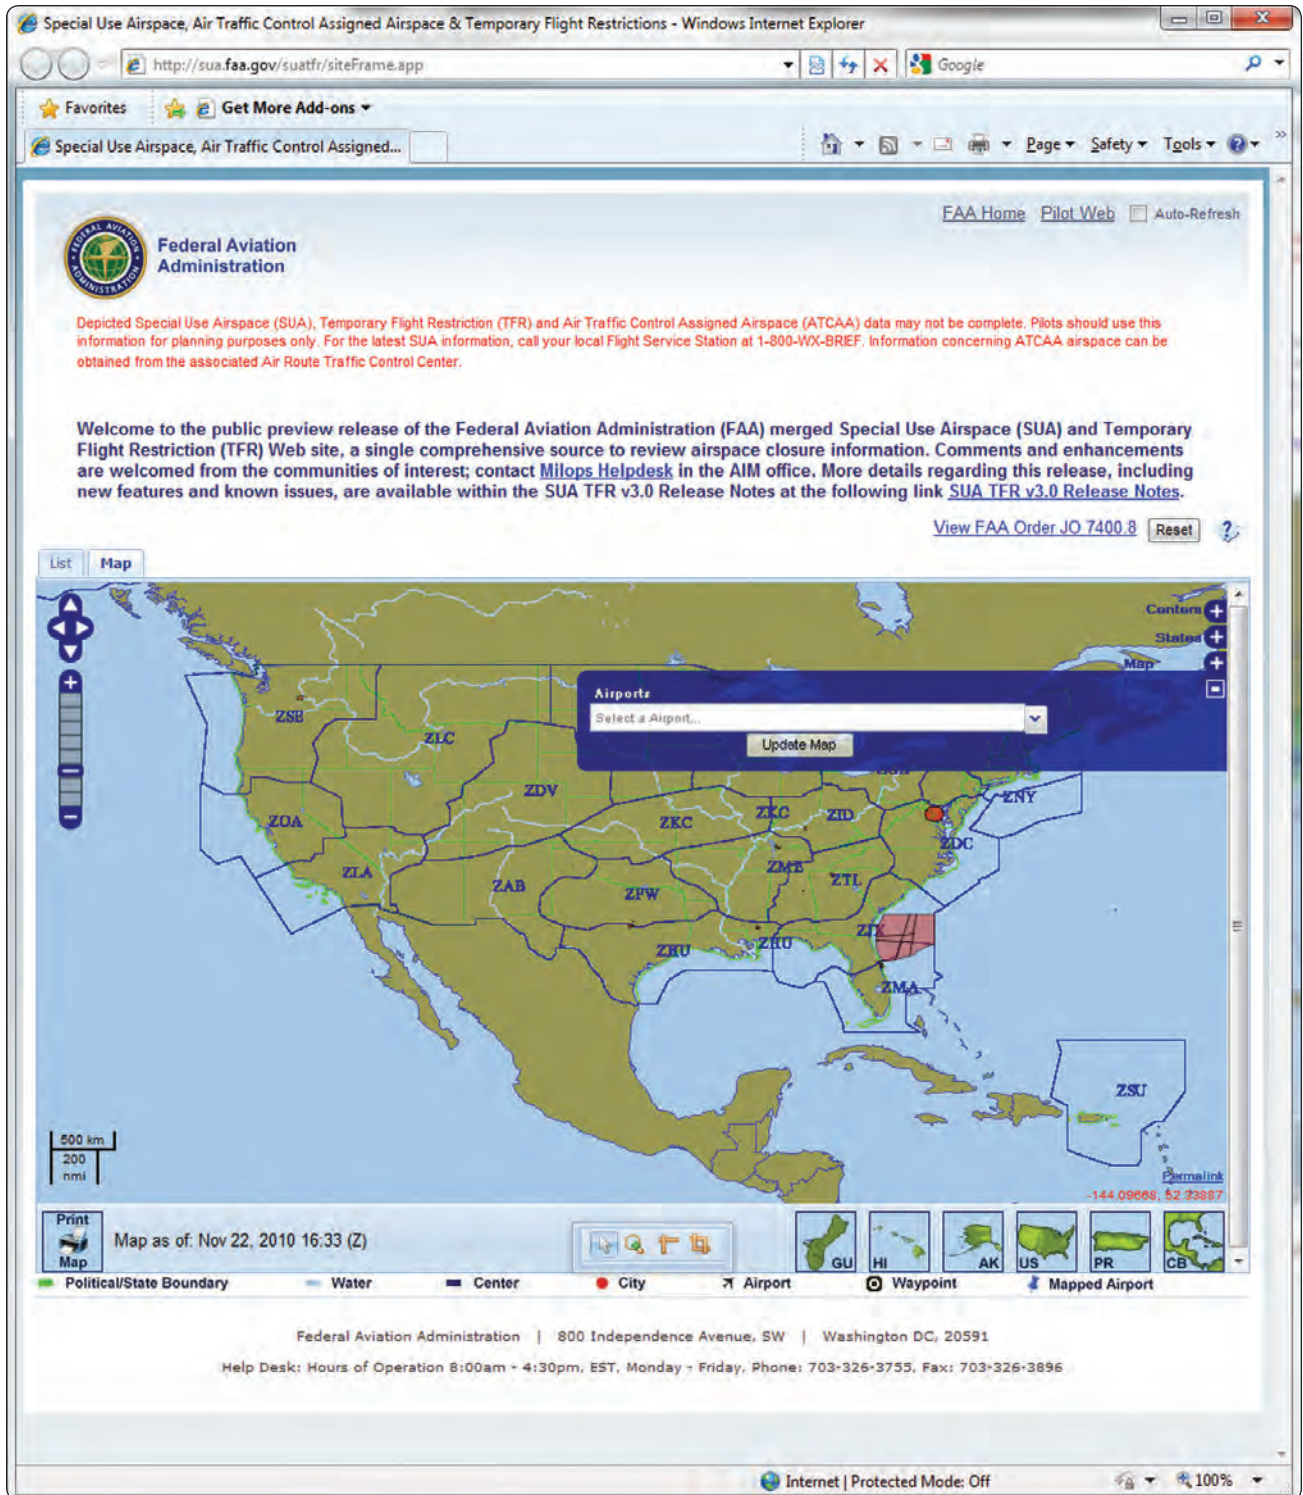 Special Use Airspace, Air Traffic Control Assigned Airspace & Temporary Flight Restrictions - Windows Internet Explorer
http://sua.faa.gov/suatfr/siteFrame.app
Google
Favorites
Get More Add-ons
Special Use Airspace, Air Traffic Control Assigned...
Page
Safety
Tools
FAA Home Pilot Web Auto-Refresh
Federal Aviation
Administration
Depicted Special Use Airspace (SUA), Temporary Flight Restriction (TFR) and Air Traffic Control Assigned Airspace (ATCAA) data may not be complete. Pilots should use this
information for planning purposes only. For the latest SUA information, call your local Flight Service Station at 1-800-WX-BRIEF. Information concerning ATCAA airspace can be
obtained from the associated Air Route Traffic Control Center.
Welcome to the public preview release of the Federal Aviation Administration (FAA) merged Special Use Airspace (SUA) and Temporary
Flight Restriction (TFR) Web site, a single comprehensive source to review airspace closure information. Comments and enhancements
are welcomed from the communities of interest; contact Milops Helpdesk in the AIM office. More details regarding this release, including
new features and known issues, are available within the SUA TFR v3.0 Release Notes at the following link SUA TFR v3.0 Release Notes.
View FAA Order JO 7400.8 Reset
List Map
Centers
States
Map
Airports
Select a Airport...
Update Map
ZSE
ZLC
ZDV
ZNY
ZOA
ZKC
ZKC
ZID
ZDC
ZLA
ZAB
ZFW
ZME
ZTL
ZJX
ZHU
ZHU
ZMA
ZSU
500 km
200
nmi
Permalink
Print
Map
Map as of: Nov 22, 2010 16:33 (Z)
GU
HI
AK
US
PR
CB
Political/State Boundary Water Center City Airport Waypoint Mapped Airport
Federal Aviation Administration | 800 Independence Avenue, SW | Washington DC, 20591
Help Desk: Hours of Operation 8:00am - 4:30pm, EST, Monday - Friday, Phone: 703-326-3755, Fax: 703-326-3896
Internet | Protected Mode: Off
100%